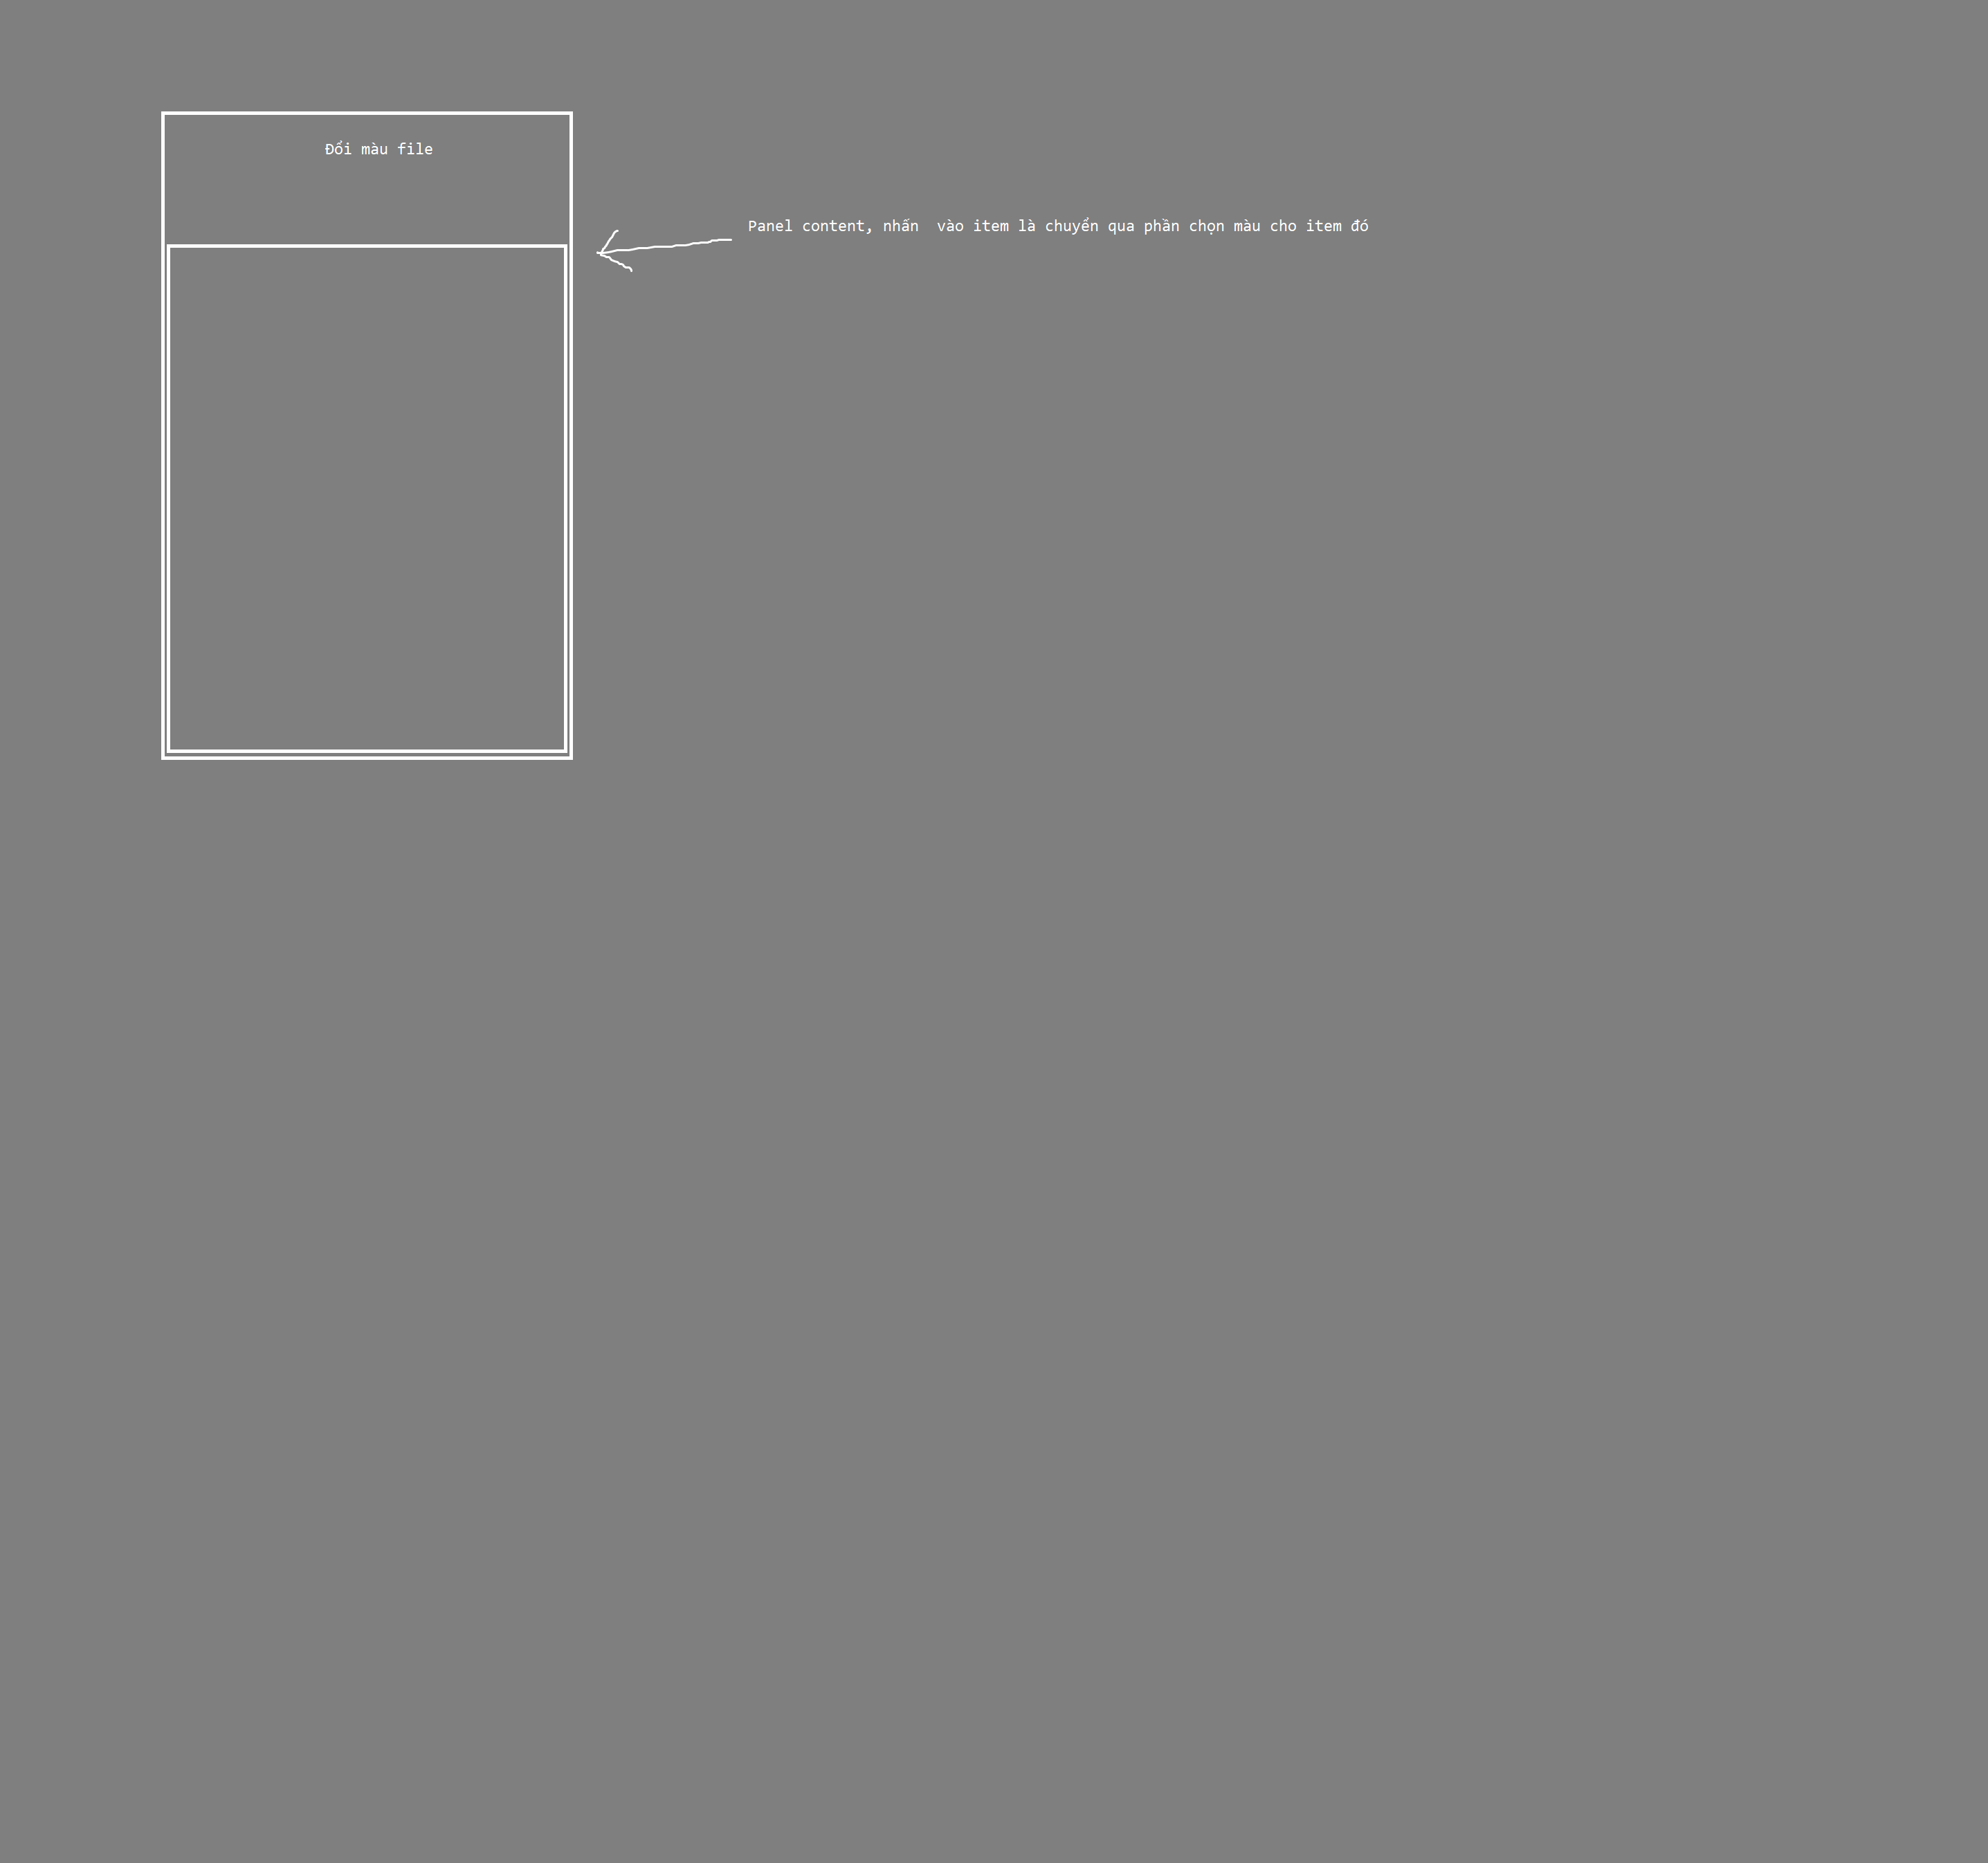 Đổi màu file
Panel content, nhấn  vào item là chuyển qua phần chọn màu cho item đó